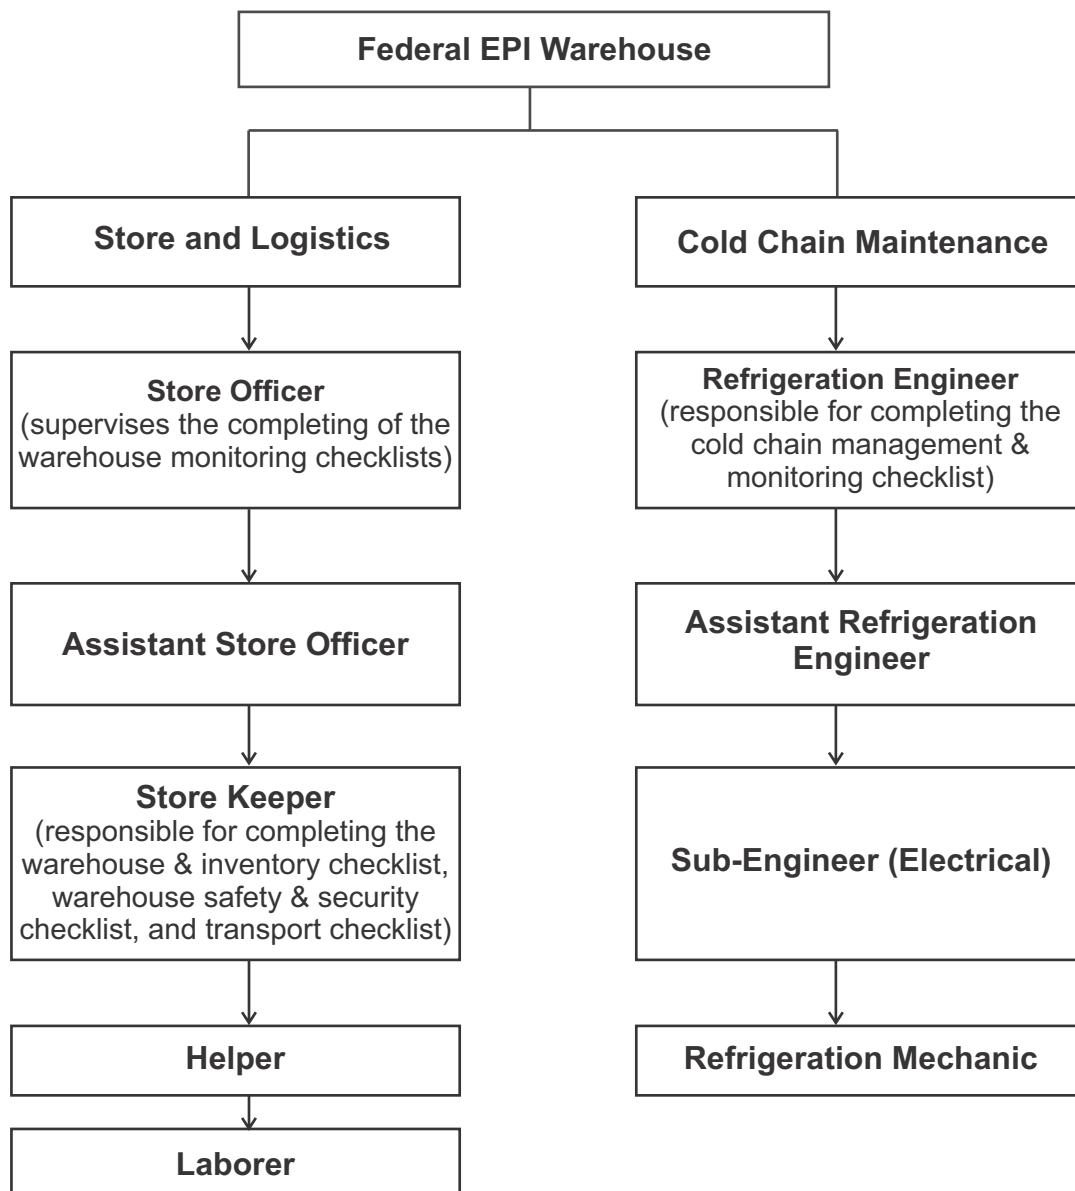 Federal EPI Warehouse
Store and Logistics
Cold Chain Maintenance
Store Officer
(supervises the completing of the
warehouse monitoring checklists)
Refrigeration Engineer
(responsible for completing the
cold chain management &
monitoring checklist)
Assistant Store Officer
Assistant Refrigeration
Engineer
Store Keeper
(responsible for completing the
warehouse & inventory checklist,
warehouse safety & security
checklist, and transport checklist)
Sub-Engineer (Electrical)
Helper
Refrigeration Mechanic
Laborer